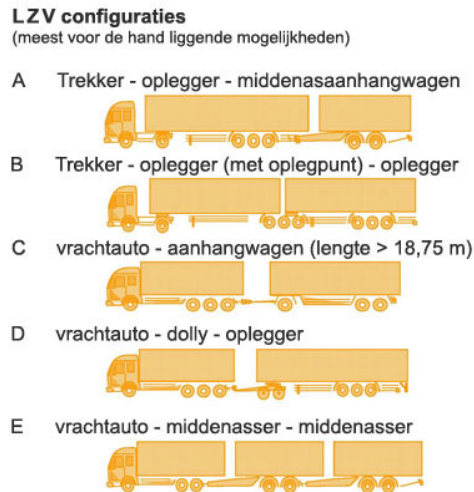 LZV configuraties
(meest voor de hand liggende mogelijkheden)
A Trekker - oplegger - middenasaanhangwagen
B Trekker - oplegger (met oplegpunt) - oplegger
C vrachtauto - aanhangwagen (lengte > 18,75 m)
D vrachtauto - dolly - oplegger
E vrachtauto - middenasser - middenasser